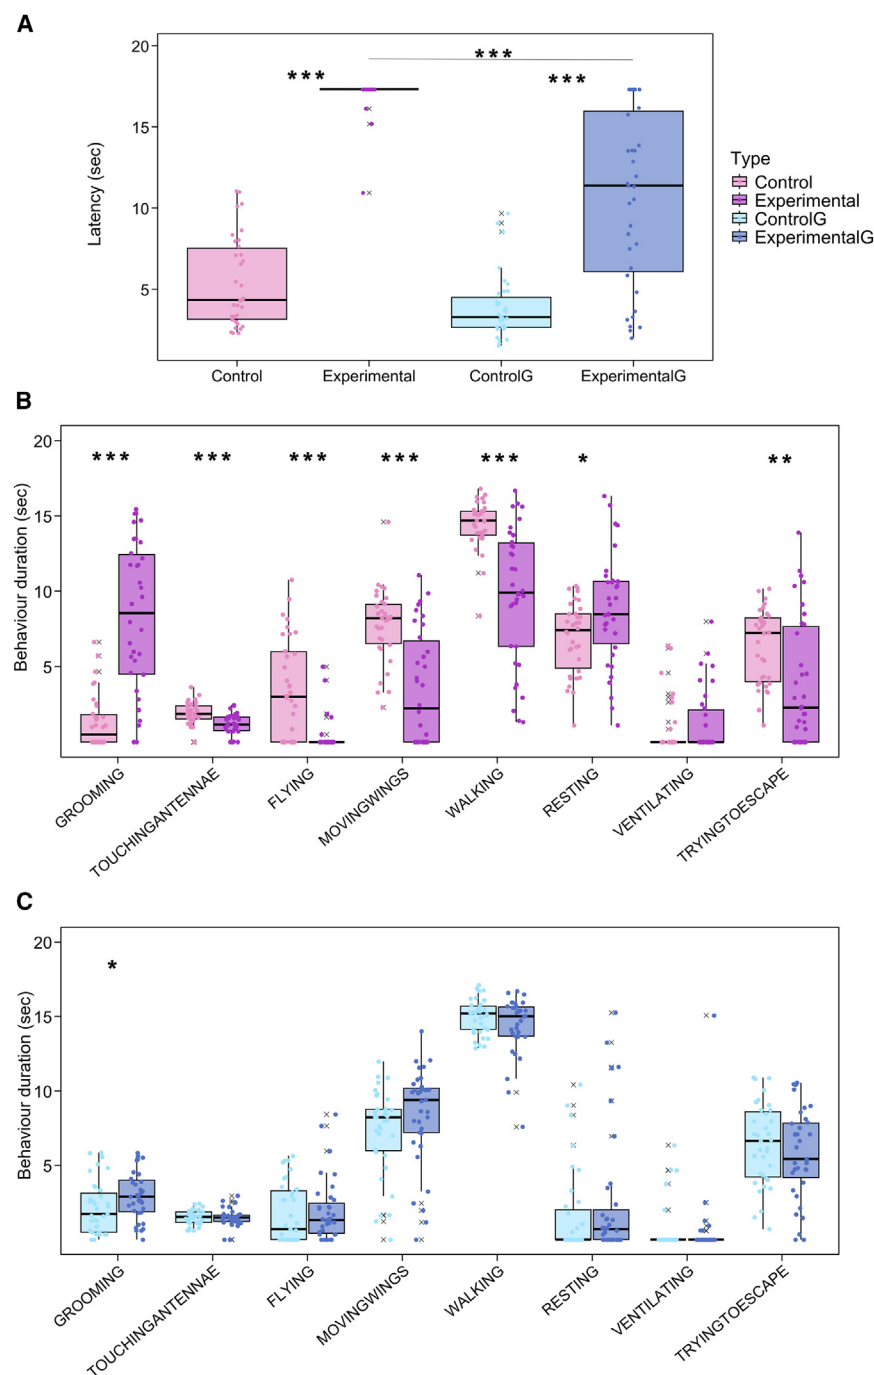 A
20
15
10
5
Latency (sec)
***
***
***
Control
Experimental
ControlG
ExperimentalG
Type
Control
Experimental
ControlG
ExperimentalG
B
20
15
10
5
Behaviour duration (sec)
*** *** *** *** *** * **
GROOMING
TOUCHINGANTENNAE
FLYING
MOVINGWINGS
WALKING
RESTING
VENTILATING
TRYINGTOESCAPE
C
20
15
10
5
Behaviour duration (sec)
*
GROOMING
TOUCHINGANTENNAE
FLYING
MOVINGWINGS
WALKING
RESTING
VENTILATING
TRYINGTOESCAPE